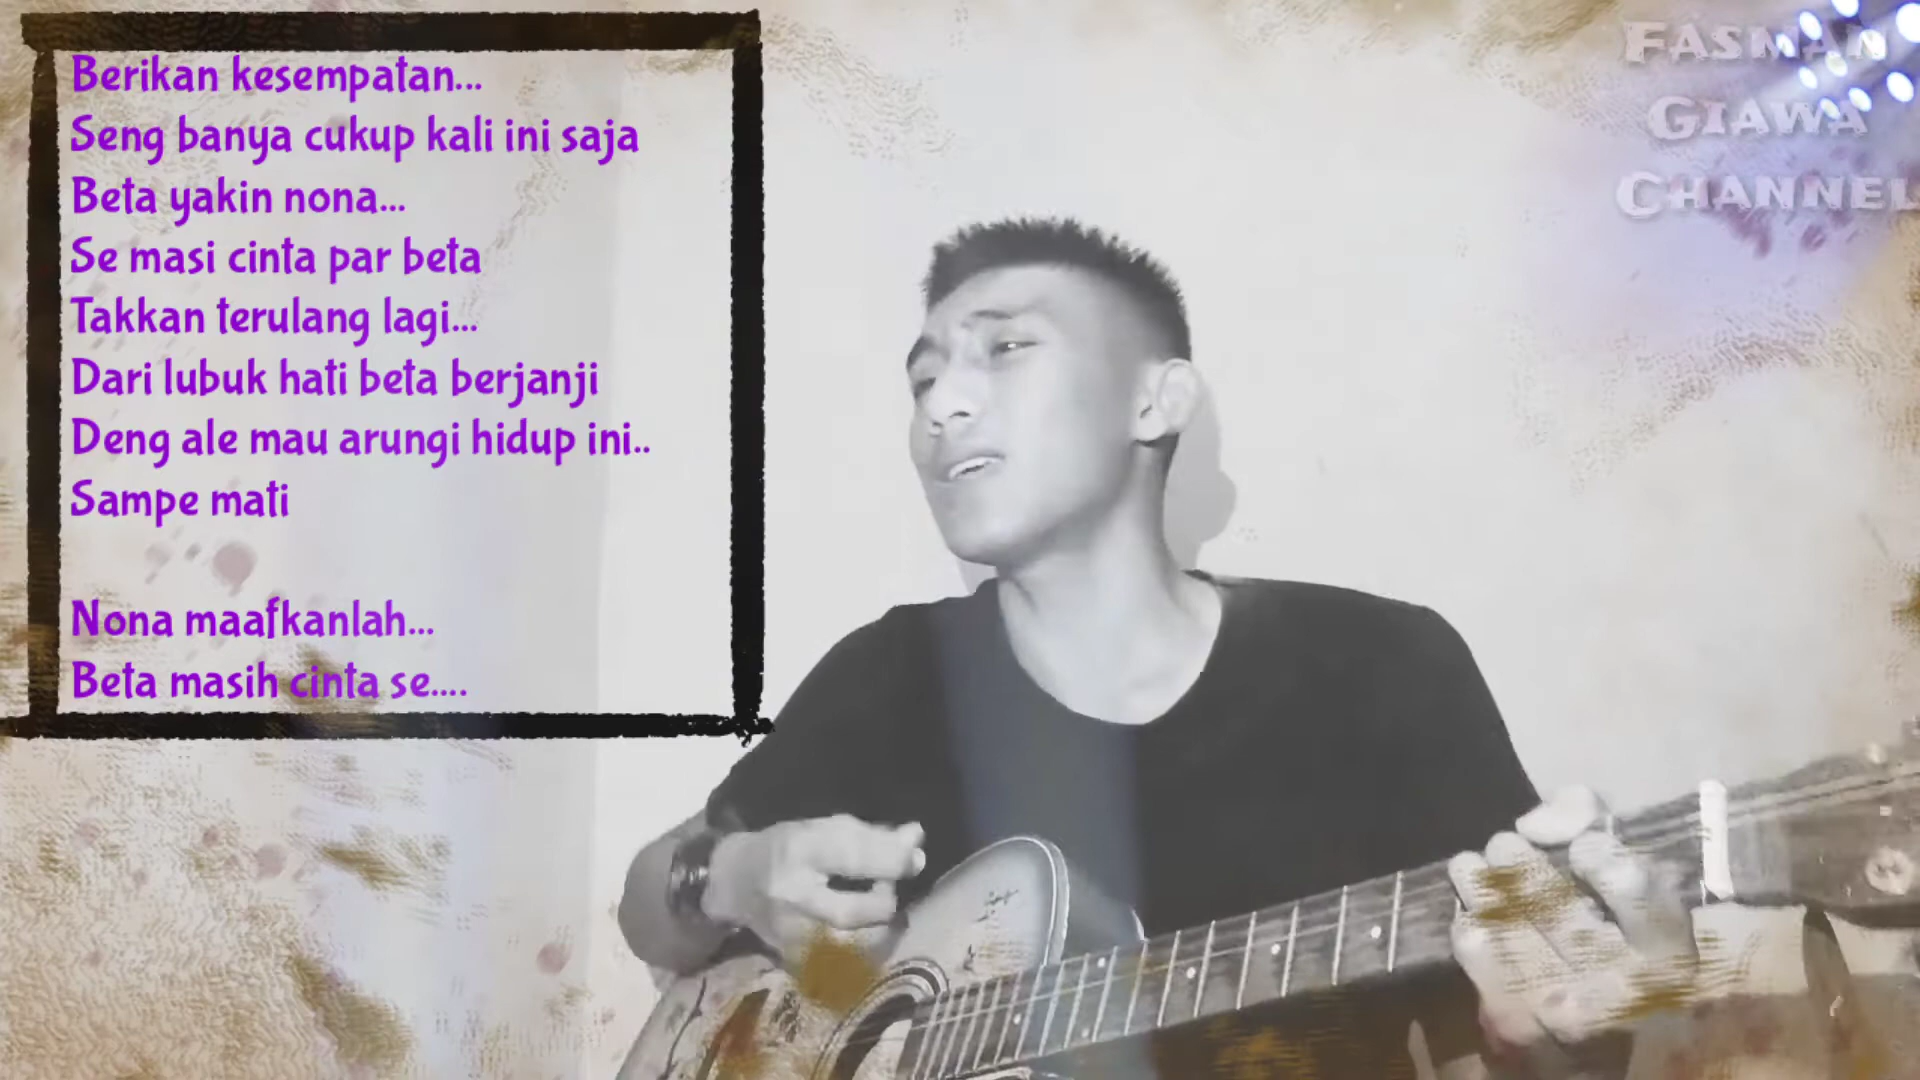 Berikan kesempatan...
Seng banya cukup kali ini saja
Beta yakin nona...
Se masi cinta par beta
Takkan terulang lagi...
Dari lubuk hati beta berjanji
Deng ale mau arungi hidup ini..
Sampe mati
Nona maafkanlah...
Beta masih cinta se....
FASMAN
GIAWA
CHANNEL